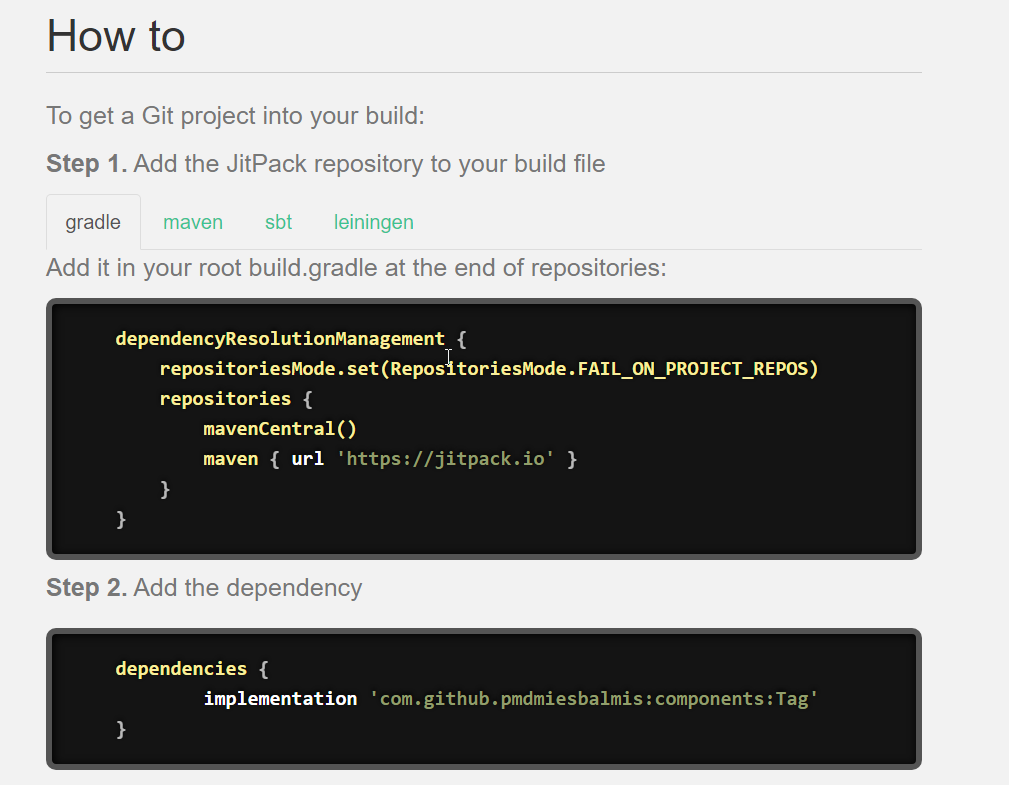 How to
To get a Git project into your build:
Step 1. Add the JitPack repository to your build file
gradle maven sbt leiningen
Add it in your root build.gradle at the end of repositories:
dependencyResolutionManagement {
repositoriesMode.set(RepositoriesMode.FAIL_ON_PROJECT_REPOS)
repositories {
mavenCentral()
maven { url 'https://jitpack.io' }
}
}
Step 2. Add the dependency
dependencies {
implementation 'com.github.pmdmiesbalmis:components:Tag'
}